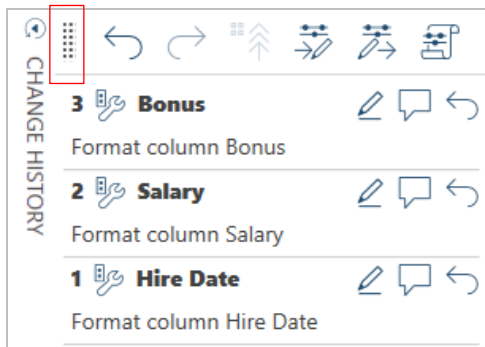 CHANGE HISTORY
3 Bonus
Format column Bonus
2 Salary
Format column Salary
1 Hire Date
Format column Hire Date